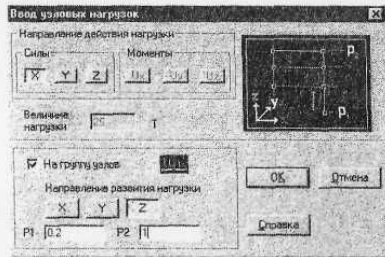 Ввод узловых нагрузок
Направление действия нагрузки
Силы
Моменты
X Y Z
Величина нагрузки
T
На группу узлов
Направление развития нагрузки
X Y Z
P1 0.2 P2 1
OK Отмена
Справка
P
Z
y
P